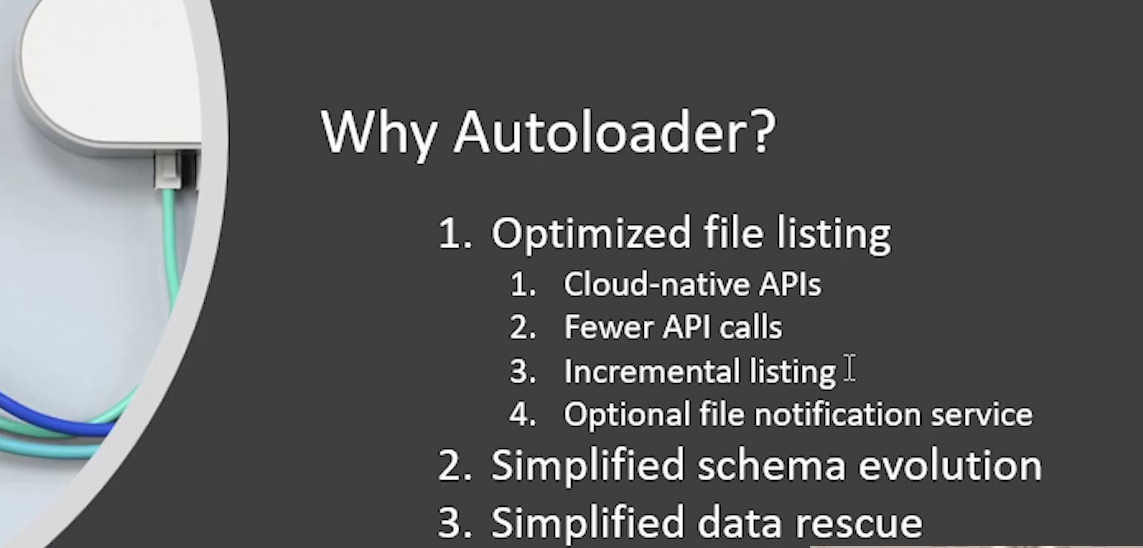 Why Autoloader?
1. Optimized file listing
1. Cloud-native APIs
2. Fewer API calls
3. Incremental listing
4. Optional file notification service
2. Simplified schema evolution
3. Simplified data rescue